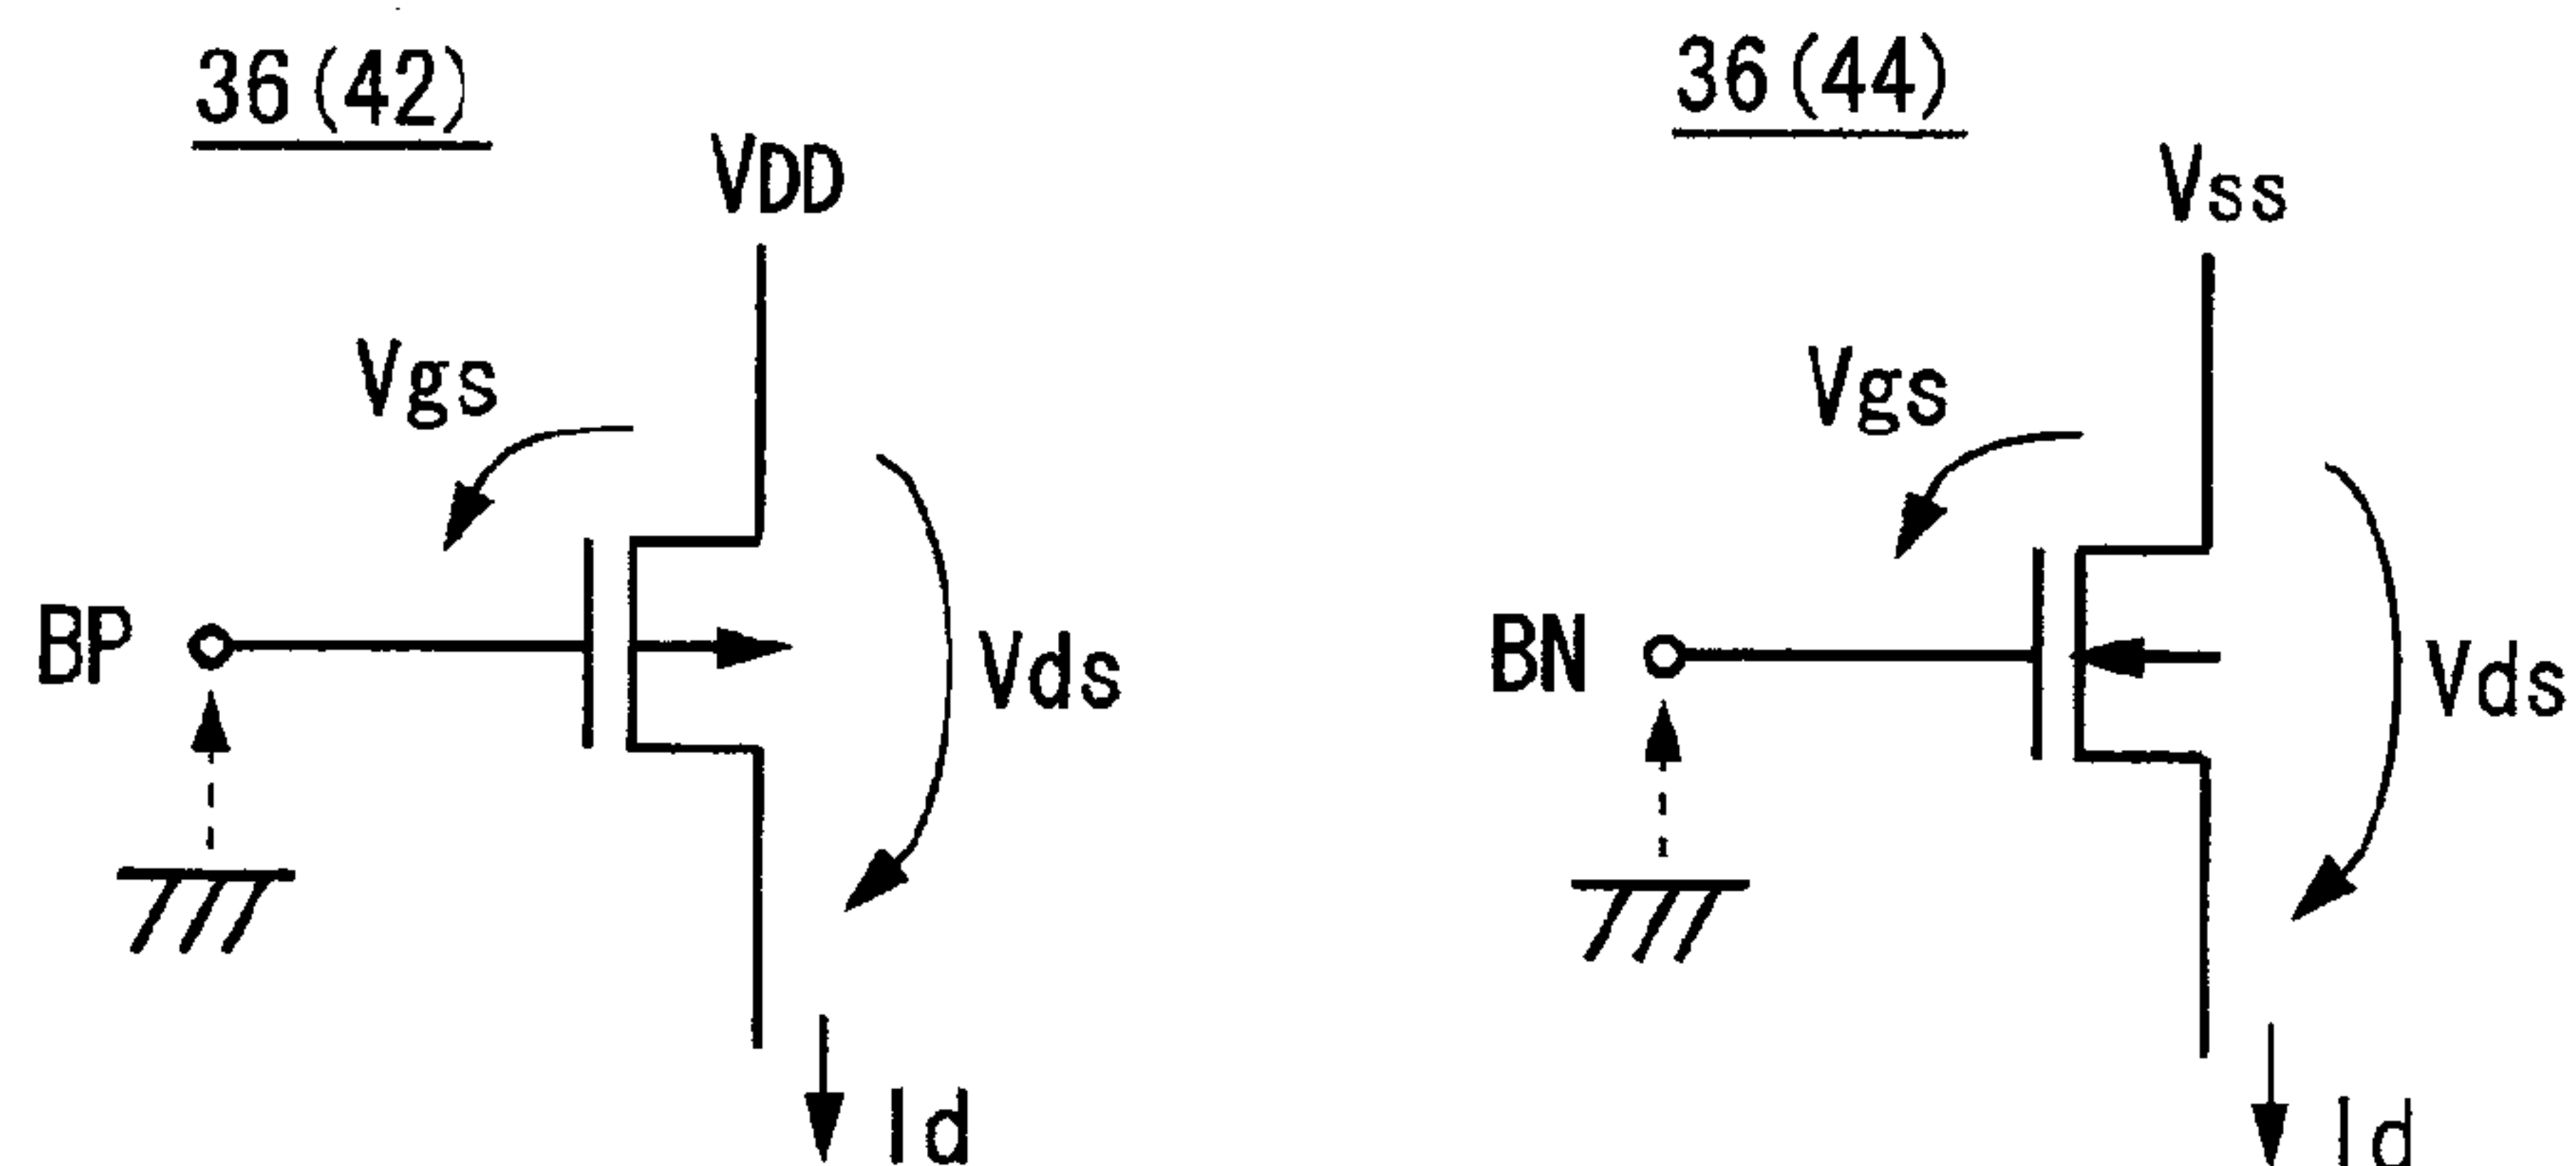 36(42)
VDD
Vgs
BP
Vds
Id
36(44)
Vss
Vgs
BN
Vds
Id